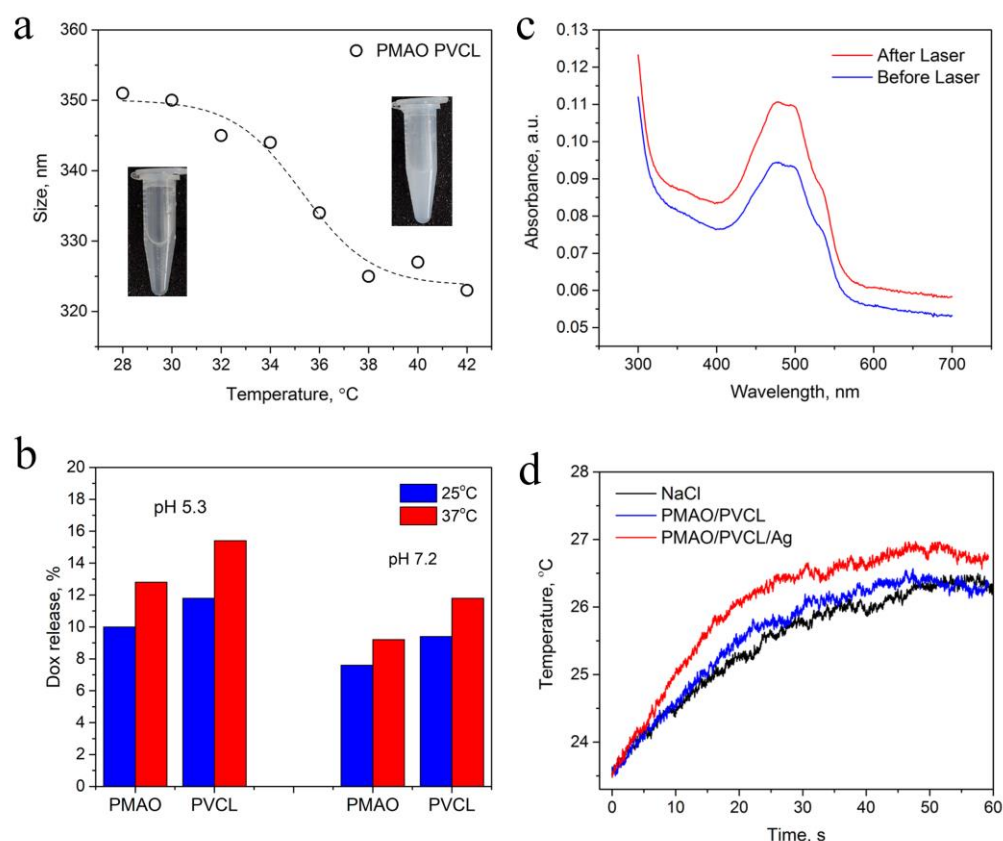 a
360
350
340
330
320
Size, nm
PMAO PVCL
28 30 32 34 36 38 40 42
Temperature, °C
c
0.13
0.12
0.11
0.10
0.09
0.08
0.07
0.06
0.05
Absorbance, a.u.
After Laser
Before Laser
300 400 500 600 700
Wavelength, nm
b
20
18
16
14
12
10
8
6
4
2
0
Dox release, %
pH 5.3
25°C
37°C
pH 7.2
PMAO PVCL PMAO PVCL
d
27
26
25
24
Temperature, °C
NaCl
PMAO/PVCL
PMAO/PVCL/Ag
0 10 20 30 40 50 60
Time, s